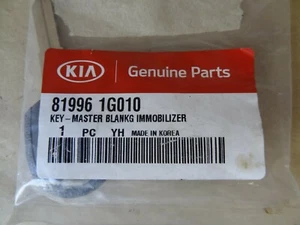 KIA Genuine Parts
81996 1G010
KEY-MASTER BLANKG IMMOBILIZER
1 PC YH MADE IN KOREA